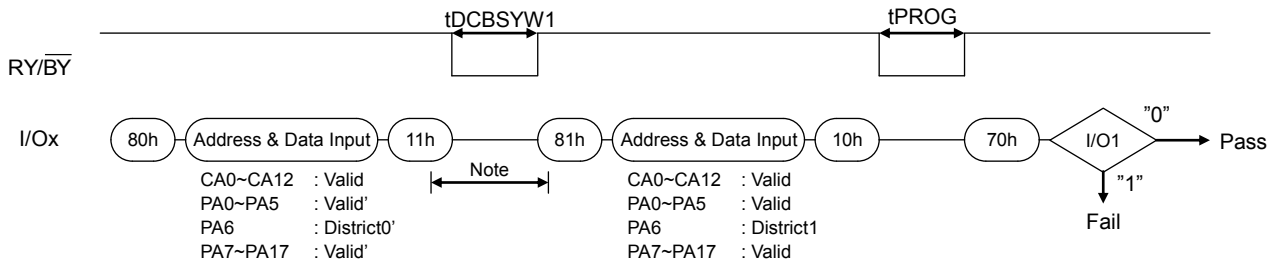 tDCBSYW1
tPROG
RY/BY
I/Ox
80h
Address & Data Input
11h
81h
Address & Data Input
10h
70h
I/O1
”0”
Pass
”1”
Fail
Note
CA0~CA12 : Valid
PA0~PA5 : Valid’
PA6 : District0’
PA7~PA17 : Valid’
CA0~CA12 : Valid
PA0~PA5 : Valid
PA6 : District1
PA7~PA17 : Valid